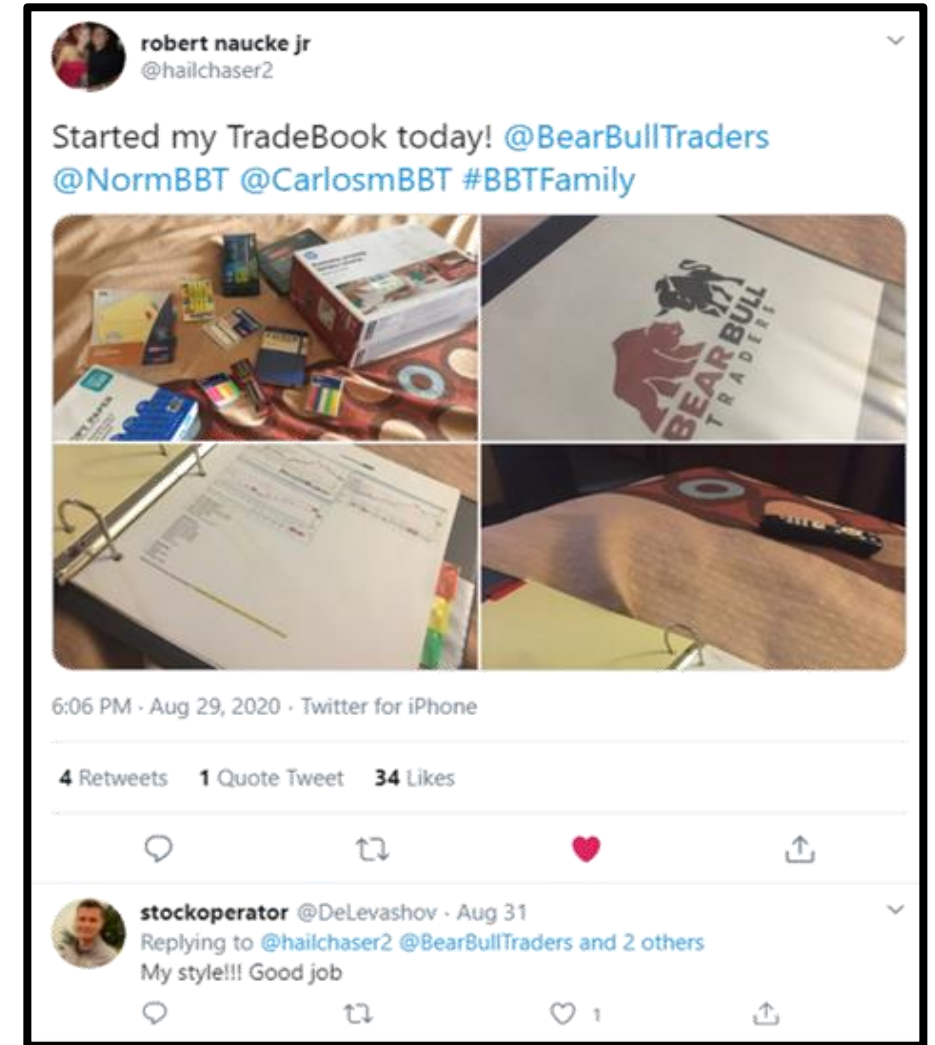 robert naucke jr
@hailchaser2
Started my TradeBook today! @BearBullTraders
@NormBBT @CarlosmBBT #BBTFamily
PAPER
BEARBULL
TRADERS
6:06 PM · Aug 29, 2020 · Twitter for iPhone
4 Retweets 1 Quote Tweet 34 Likes
stockoperator @DeLevashov · Aug 31
Replying to @hailchaser2 @BearBullTraders and 2 others
My style!!! Good job
1